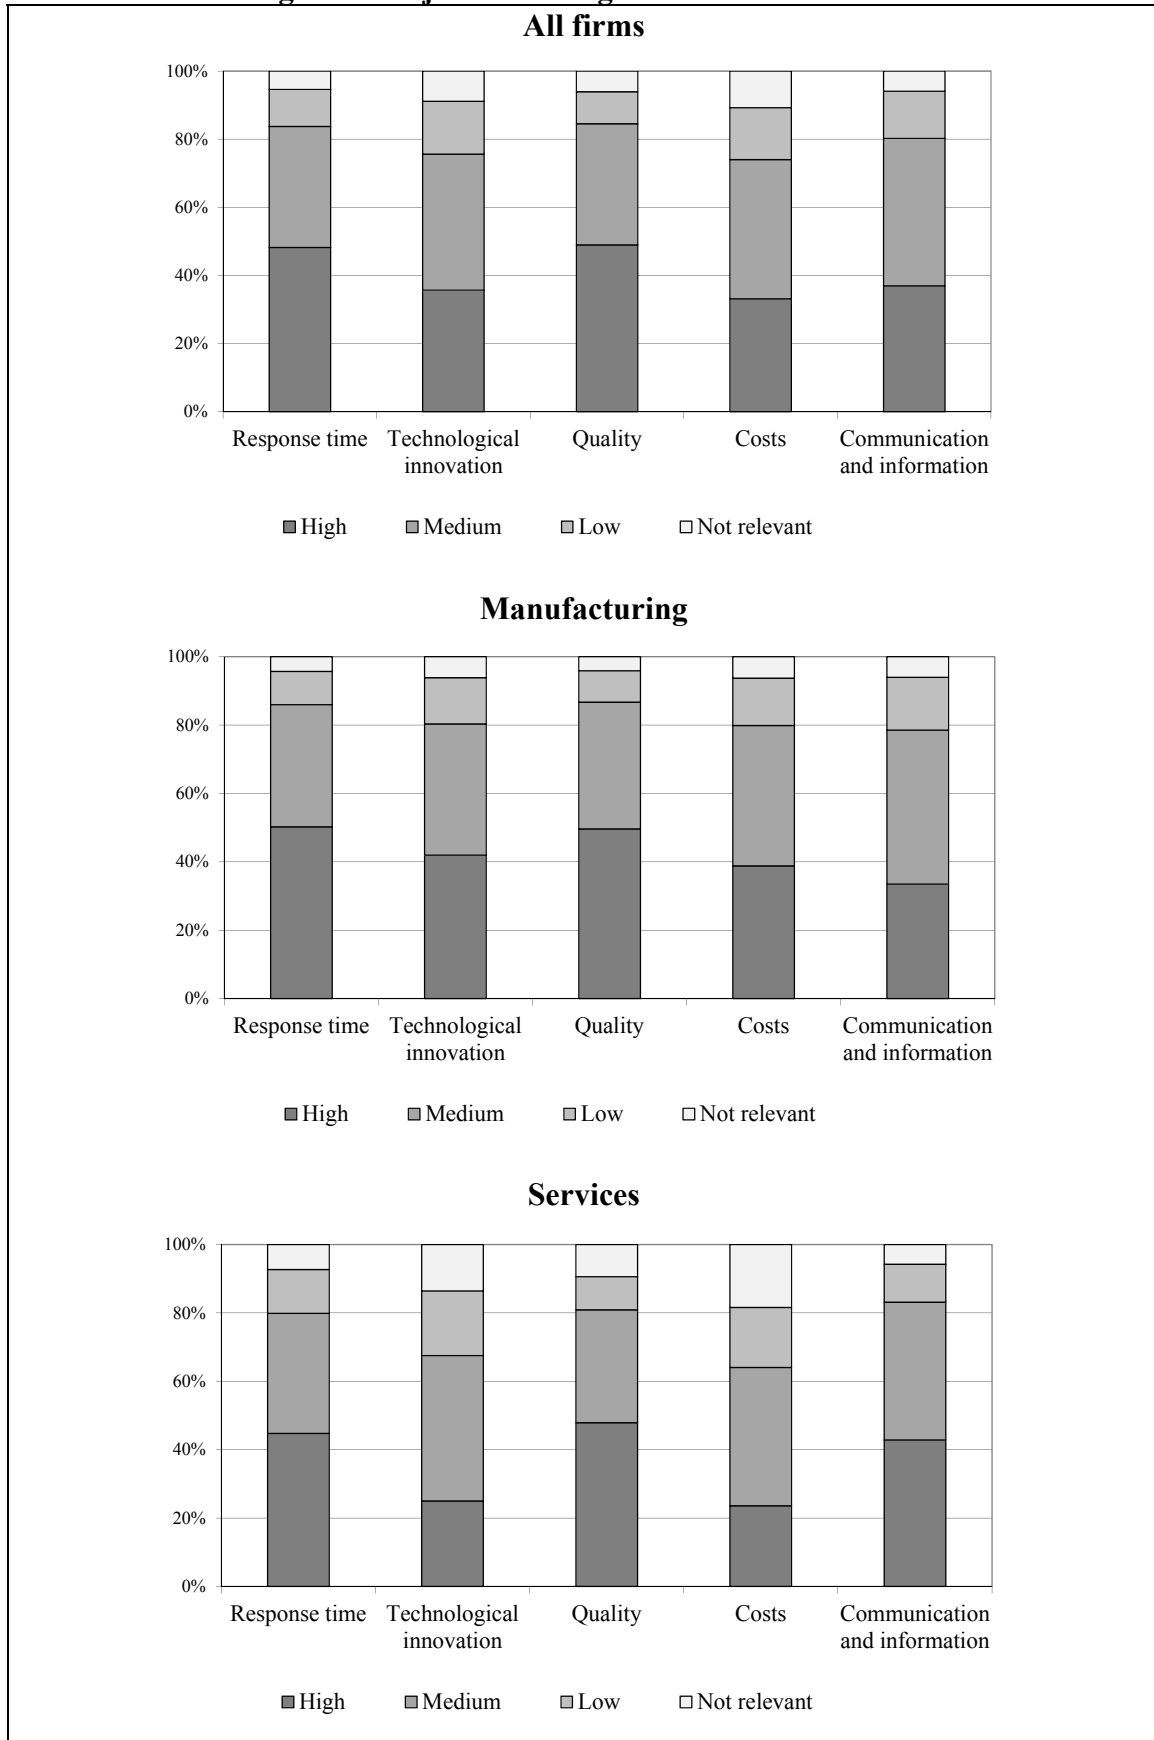 All firms
100%
80%
60%
40%
20%
0%
Response time Technological innovation Quality Costs Communication and information
High Medium Low Not relevant
Manufacturing
100%
80%
60%
40%
20%
0%
Response time Technological innovation Quality Costs Communication and information
High Medium Low Not relevant
Services
100%
80%
60%
40%
20%
0%
Response time Technological innovation Quality Costs Communication and information
High Medium Low Not relevant